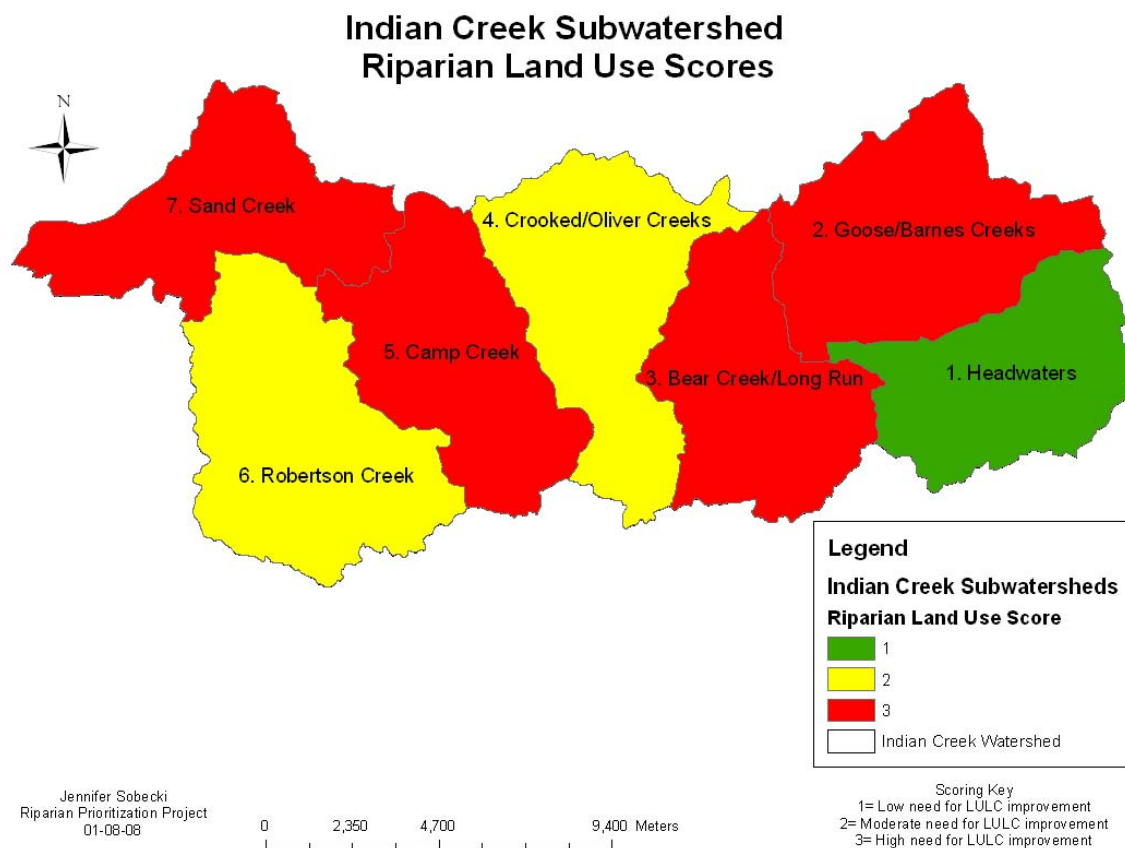 Indian Creek Subwatershed
Riparian Land Use Scores
N
7. Sand Creek
4. Crooked/Oliver Creeks
2. Goose/Barnes Creeks
5. Camp Creek
3. Bear Creek/Long Run
1. Headwaters
6. Robertson Creek
Legend
Indian Creek Subwatersheds
Riparian Land Use Score
1
2
3
Indian Creek Watershed
Jennifer Sobecki
Riparian Prioritization Project
01-08-08
0 2,350 4,700 9,400 Meters
Scoring Key
1= Low need for LULC improvement
2= Moderate need for LULC improvement
3= High need for LULC improvement